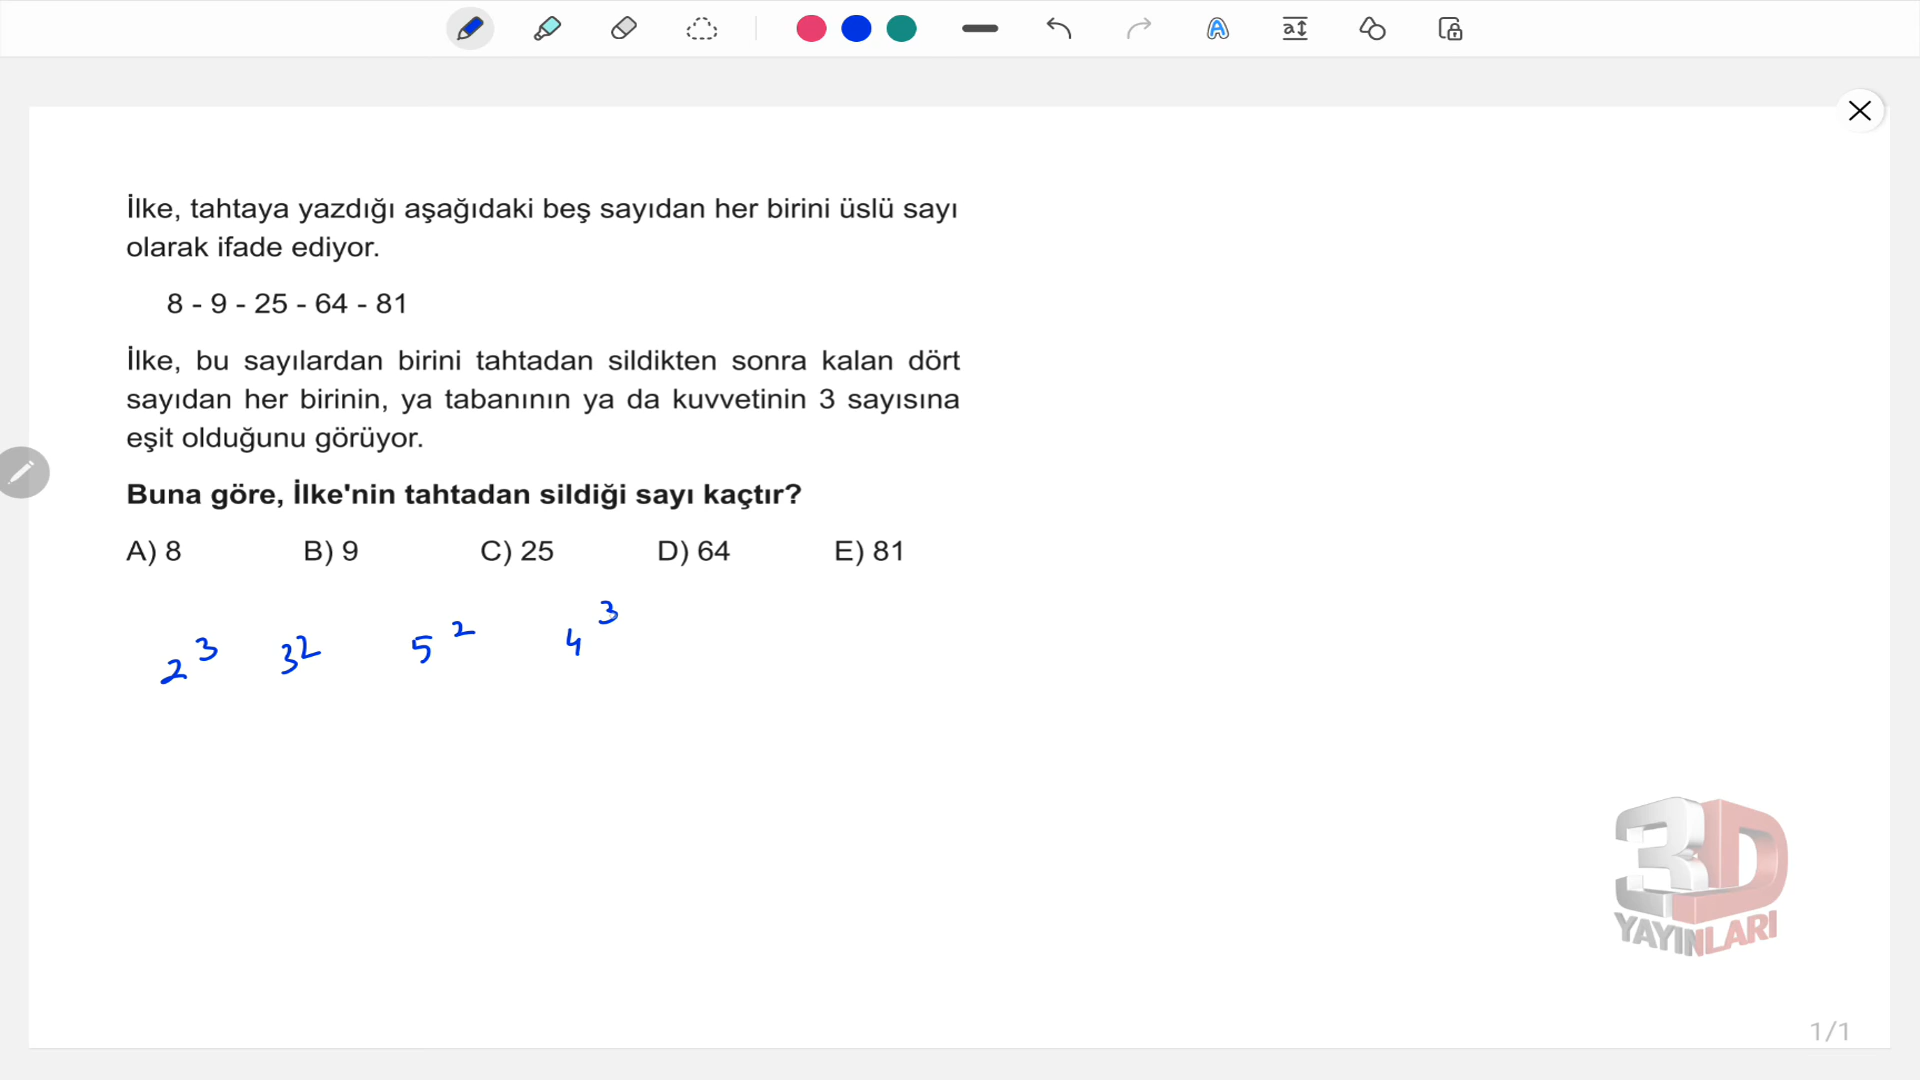 İlke, tahtaya yazdığı aşağıdaki beş sayıdan her birini üslü sayı
olarak ifade ediyor.
8 - 9 - 25 - 64 - 81
İlke, bu sayılardan birini tahtadan sildikten sonra kalan dört
sayıdan her birinin, ya tabanının ya da kuvvetinin 3 sayısına
eşit olduğunu görüyor.
Buna göre, İlke'nin tahtadan sildiği sayı kaçtır?
A) 8 B) 9 C) 25 D) 64 E) 81
2³ 3² 5² 4³
3D
YAYINLARI
1/1